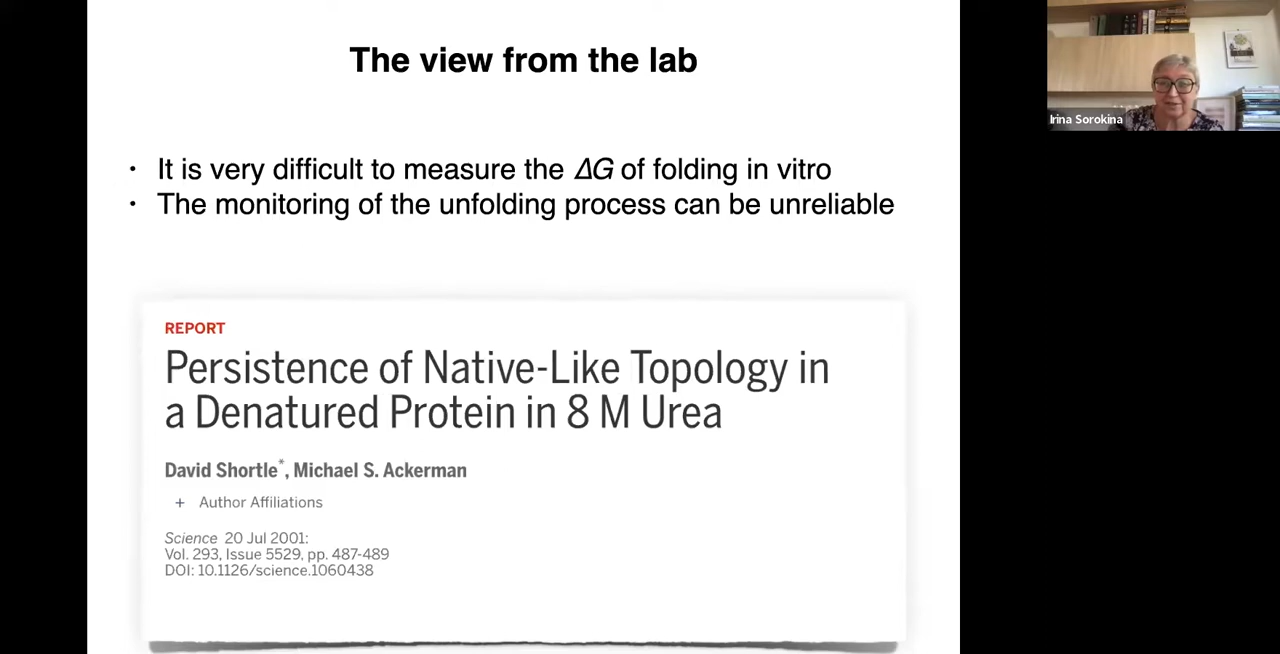 The view from the lab
· It is very difficult to measure the ΔG of folding in vitro
· The monitoring of the unfolding process can be unreliable
REPORT
Persistence of Native-Like Topology in
a Denatured Protein in 8 M Urea
David Shortle*, Michael S. Ackerman
+ Author Affiliations
Science 20 Jul 2001:
Vol. 293, Issue 5529, pp. 487-489
DOI: 10.1126/science.1060438
Irina Sorokina